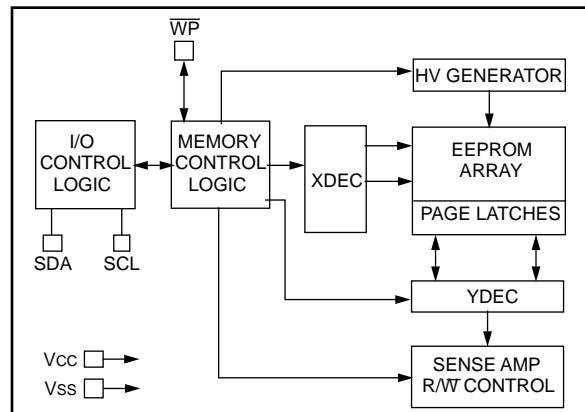 W̅P̅
HV GENERATOR
I/O
CONTROL
LOGIC
MEMORY
CONTROL
LOGIC
XDEC
EEPROM
ARRAY
PAGE LATCHES
SDA
SCL
YDEC
VCC
VSS
SENSE AMP
R/W̅ CONTROL